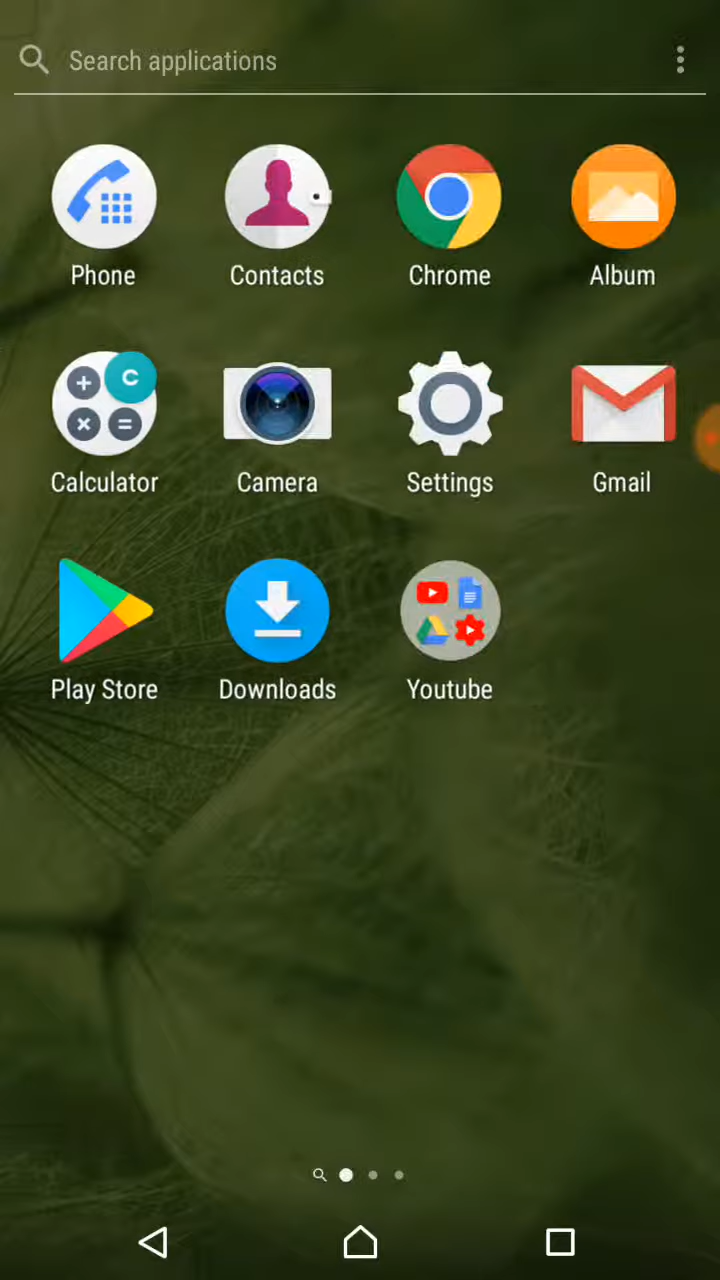 Search applications
Phone Contacts Chrome Album
C
Calculator Camera Settings Gmail
Play Store Downloads Youtube